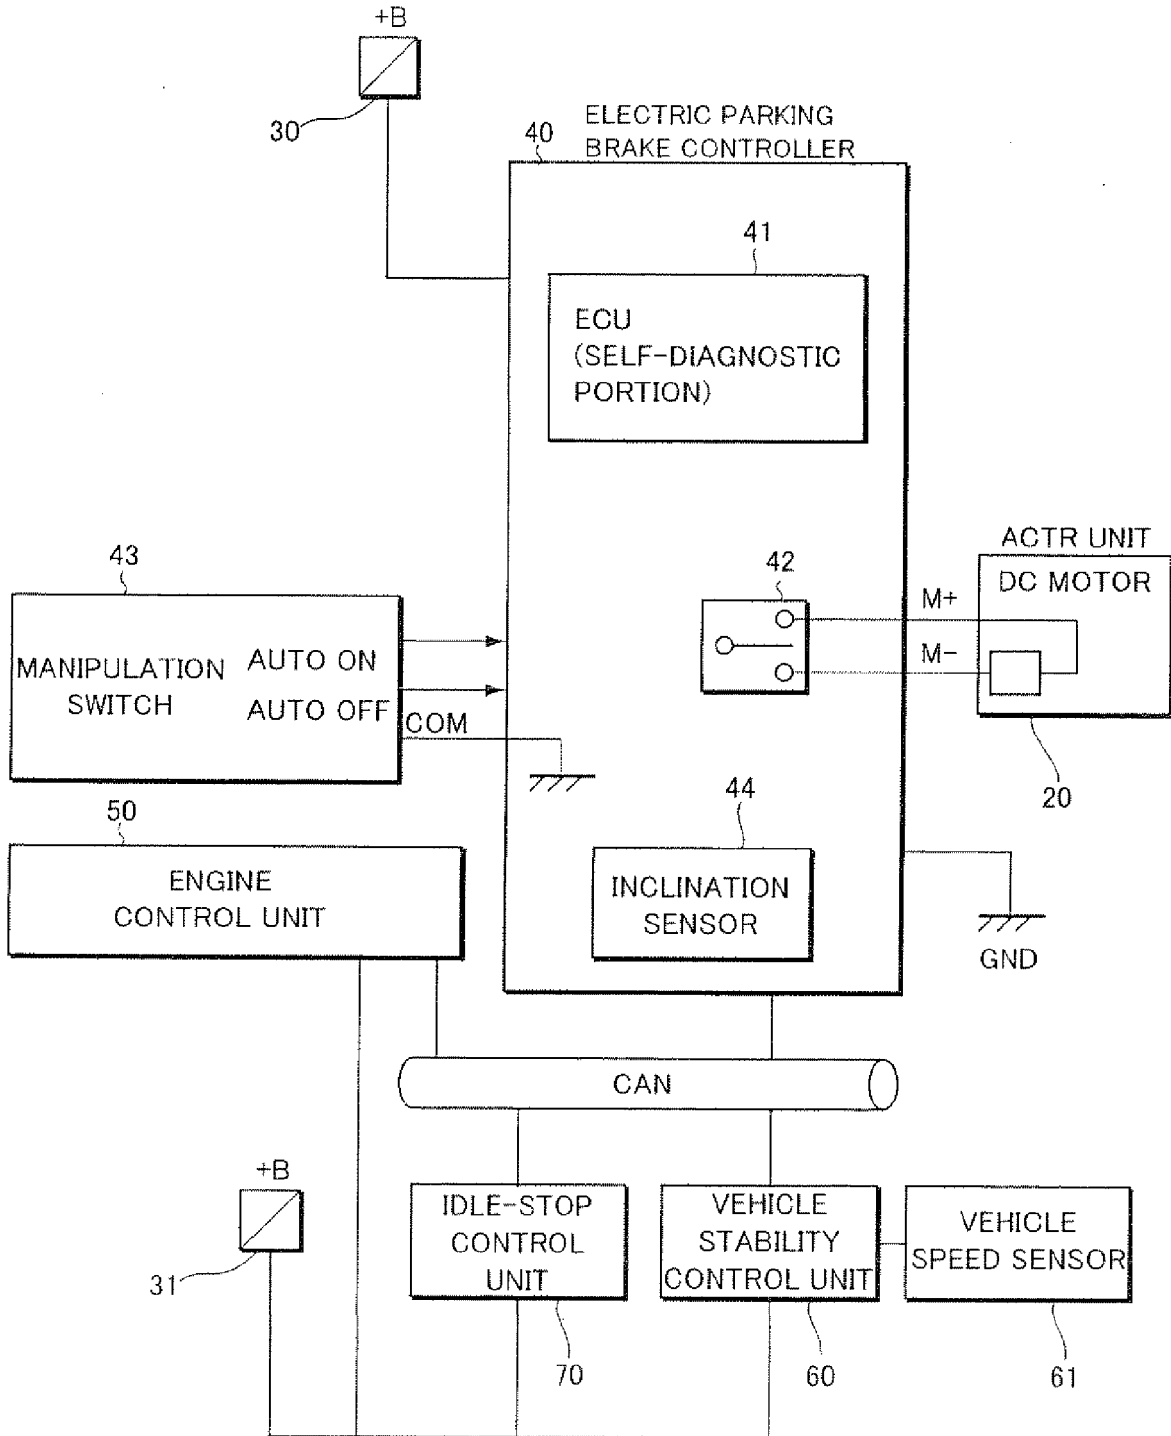 +B
30
ELECTRIC PARKING
BRAKE CONTROLLER
40
41
ECU
(SELF-DIAGNOSTIC
PORTION)
43
MANIPULATION
SWITCH
AUTO ON
AUTO OFF
COM
42
M+
M-
ACTR UNIT
DC MOTOR
20
50
ENGINE
CONTROL UNIT
44
INCLINATION
SENSOR
GND
CAN
+B
31
IDLE-STOP
CONTROL
UNIT
70
VEHICLE
STABILITY
CONTROL UNIT
60
VEHICLE
SPEED SENSOR
61